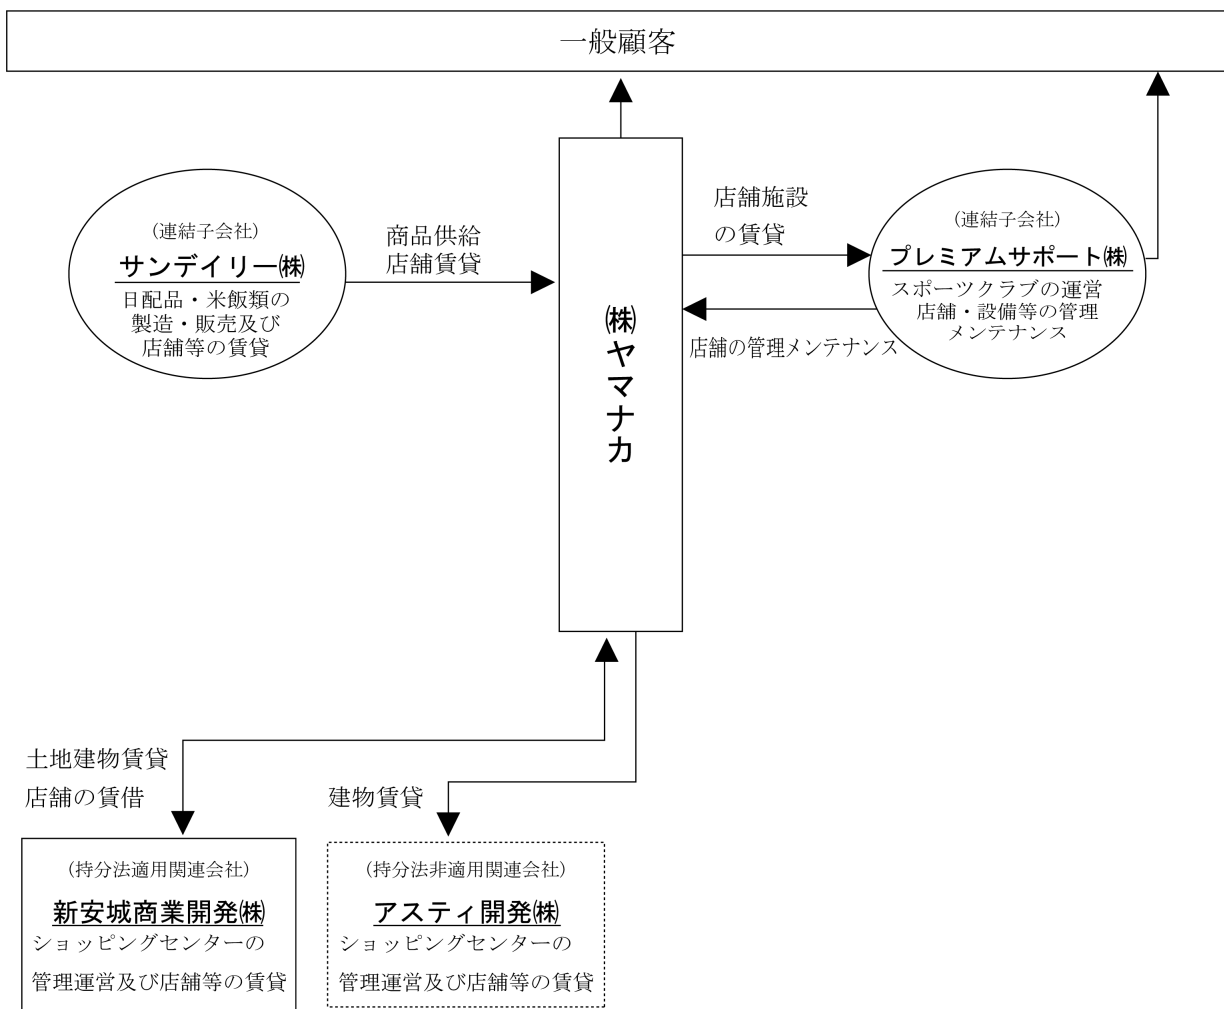 一般顧客
(連結子会社)
サンデイリー㈱
日配品・米飯類の
製造・販売及び
店舗等の賃貸
商品供給
店舗賃貸
㈱ヤマナカ
店舗施設
の賃貸
店舗の管理メンテナンス
(連結子会社)
プレミアムサポート㈱
スポーツクラブの運営
店舗・設備等の管理
メンテナンス
土地建物賃貸
店舗の賃借
建物賃貸
(持分法適用関連会社)
新安城商業開発㈱
ショッピングセンターの
管理運営及び店舗等の賃貸
(持分法非適用関連会社)
アスティ開発㈱
ショッピングセンターの
管理運営及び店舗等の賃貸